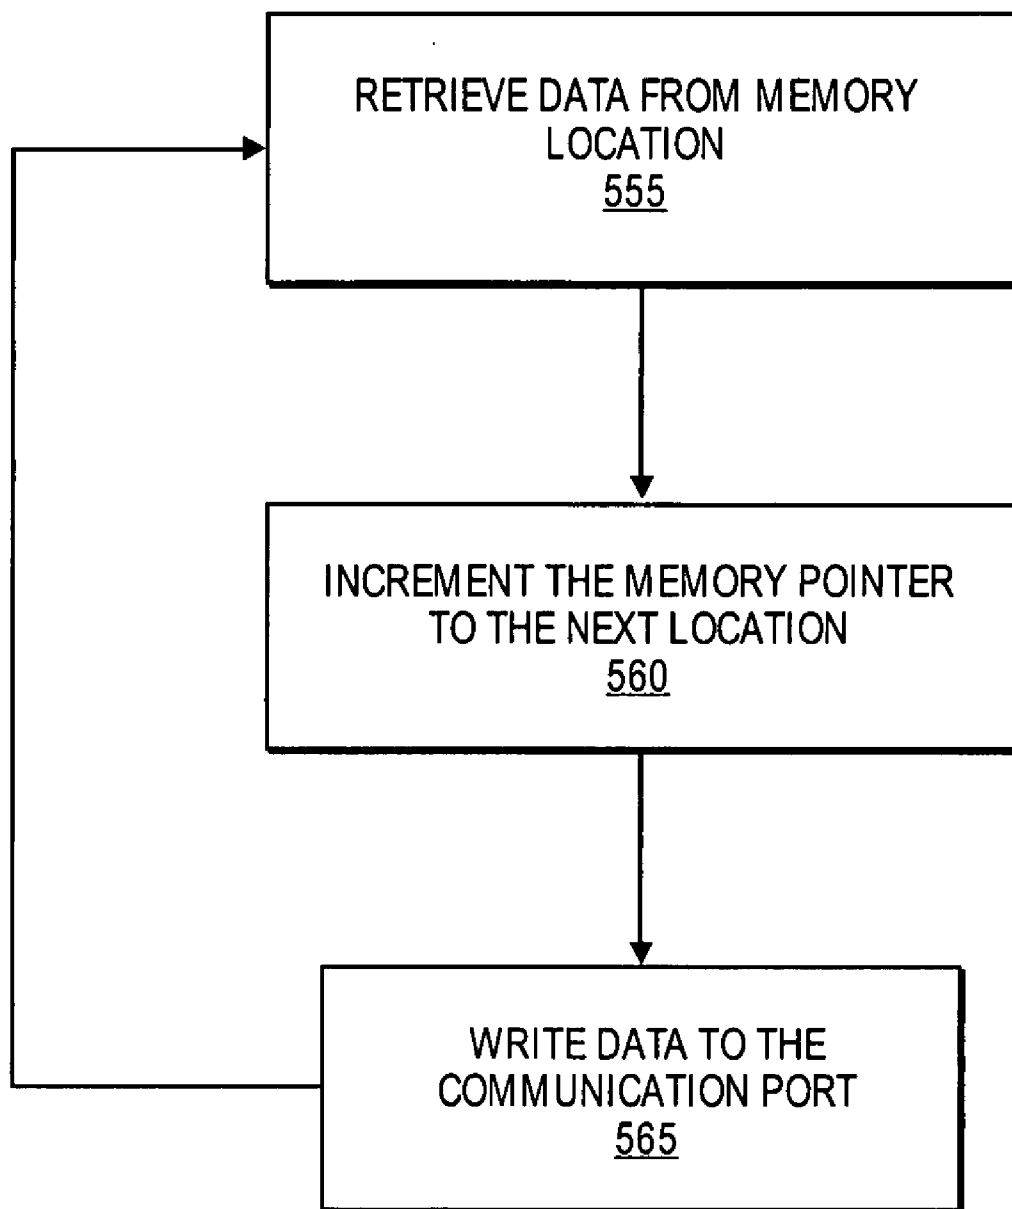 RETRIEVE DATA FROM MEMORY
LOCATION
555
INCREMENT THE MEMORY POINTER
TO THE NEXT LOCATION
560
WRITE DATA TO THE
COMMUNICATION PORT
565